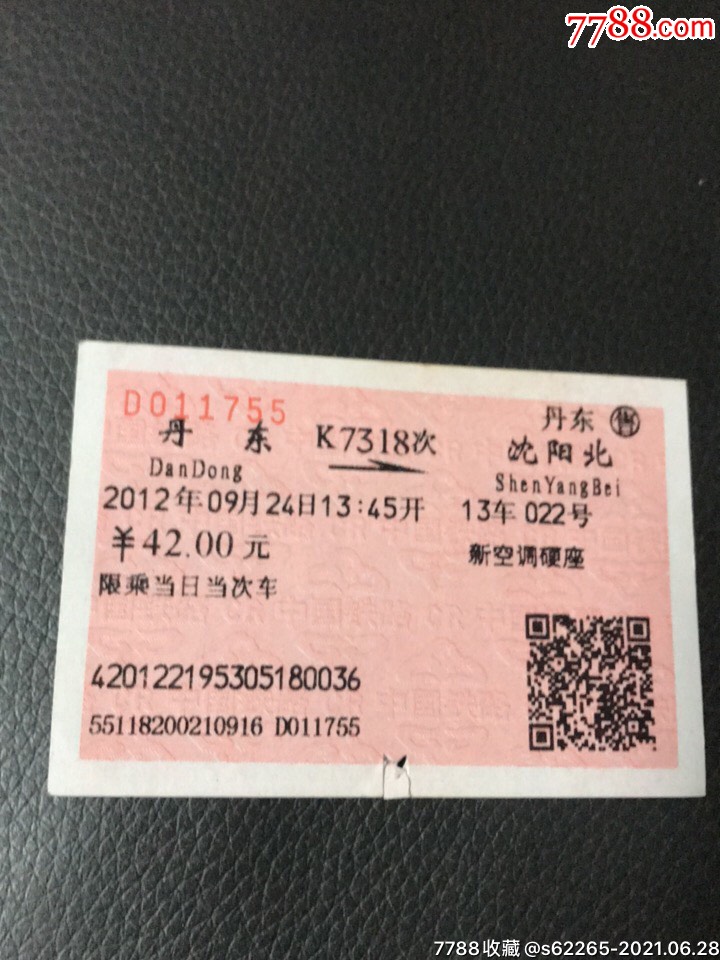 7788.com
D011755
丹东 售
丹东 K7318次 沈阳北
DanDong ShenYangBei
2012年09月24日13:45开 13车022号
￥42.00元 新空调硬座
限乘当日当次车
420122195305180036
55118200210916 D011755
7788收藏@s62265-2021.06.28